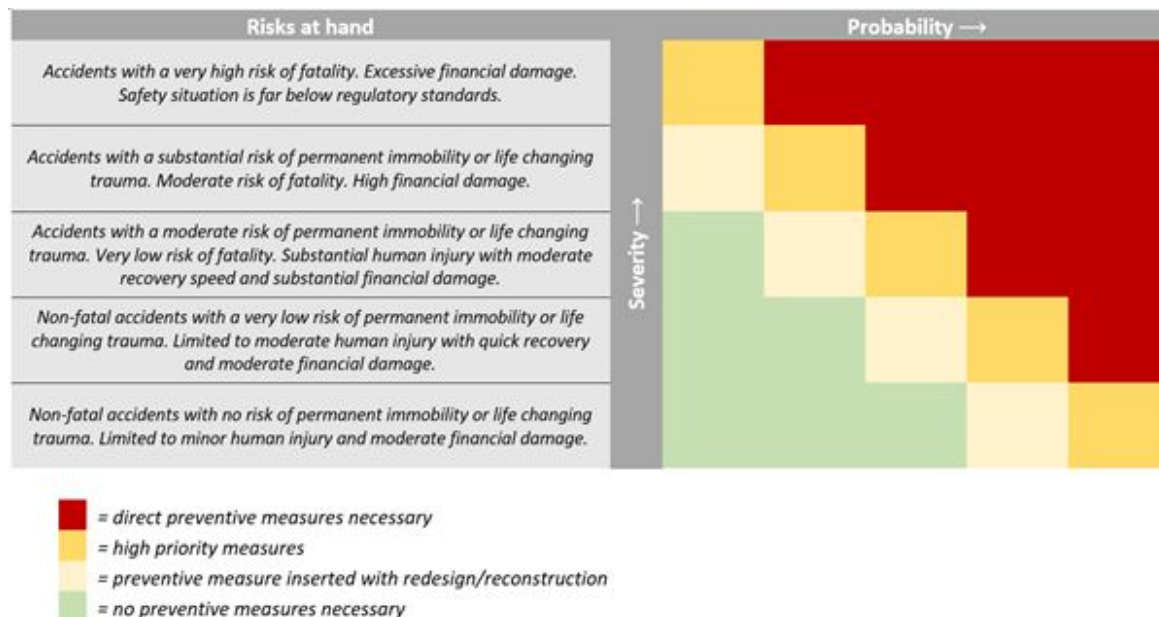 Risks at hand
Probability →
Accidents with a very high risk of fatality. Excessive financial damage.
Safety situation is far below regulatory standards.
Accidents with a substantial risk of permanent immobility or life changing
trauma. Moderate risk of fatality. High financial damage.
Accidents with a moderate risk of permanent immobility or life changing
trauma. Very low risk of fatality. Substantial human injury with moderate
recovery speed and substantial financial damage.
Non-fatal accidents with a very low risk of permanent immobility or life
changing trauma. Limited to moderate human injury with quick recovery
and moderate financial damage.
Non-fatal accidents with no risk of permanent immobility or life changing
trauma. Limited to minor human injury and moderate financial damage.
Severity →
= direct preventive measures necessary
= high priority measures
= preventive measure inserted with redesign/reconstruction
= no preventive measures necessary